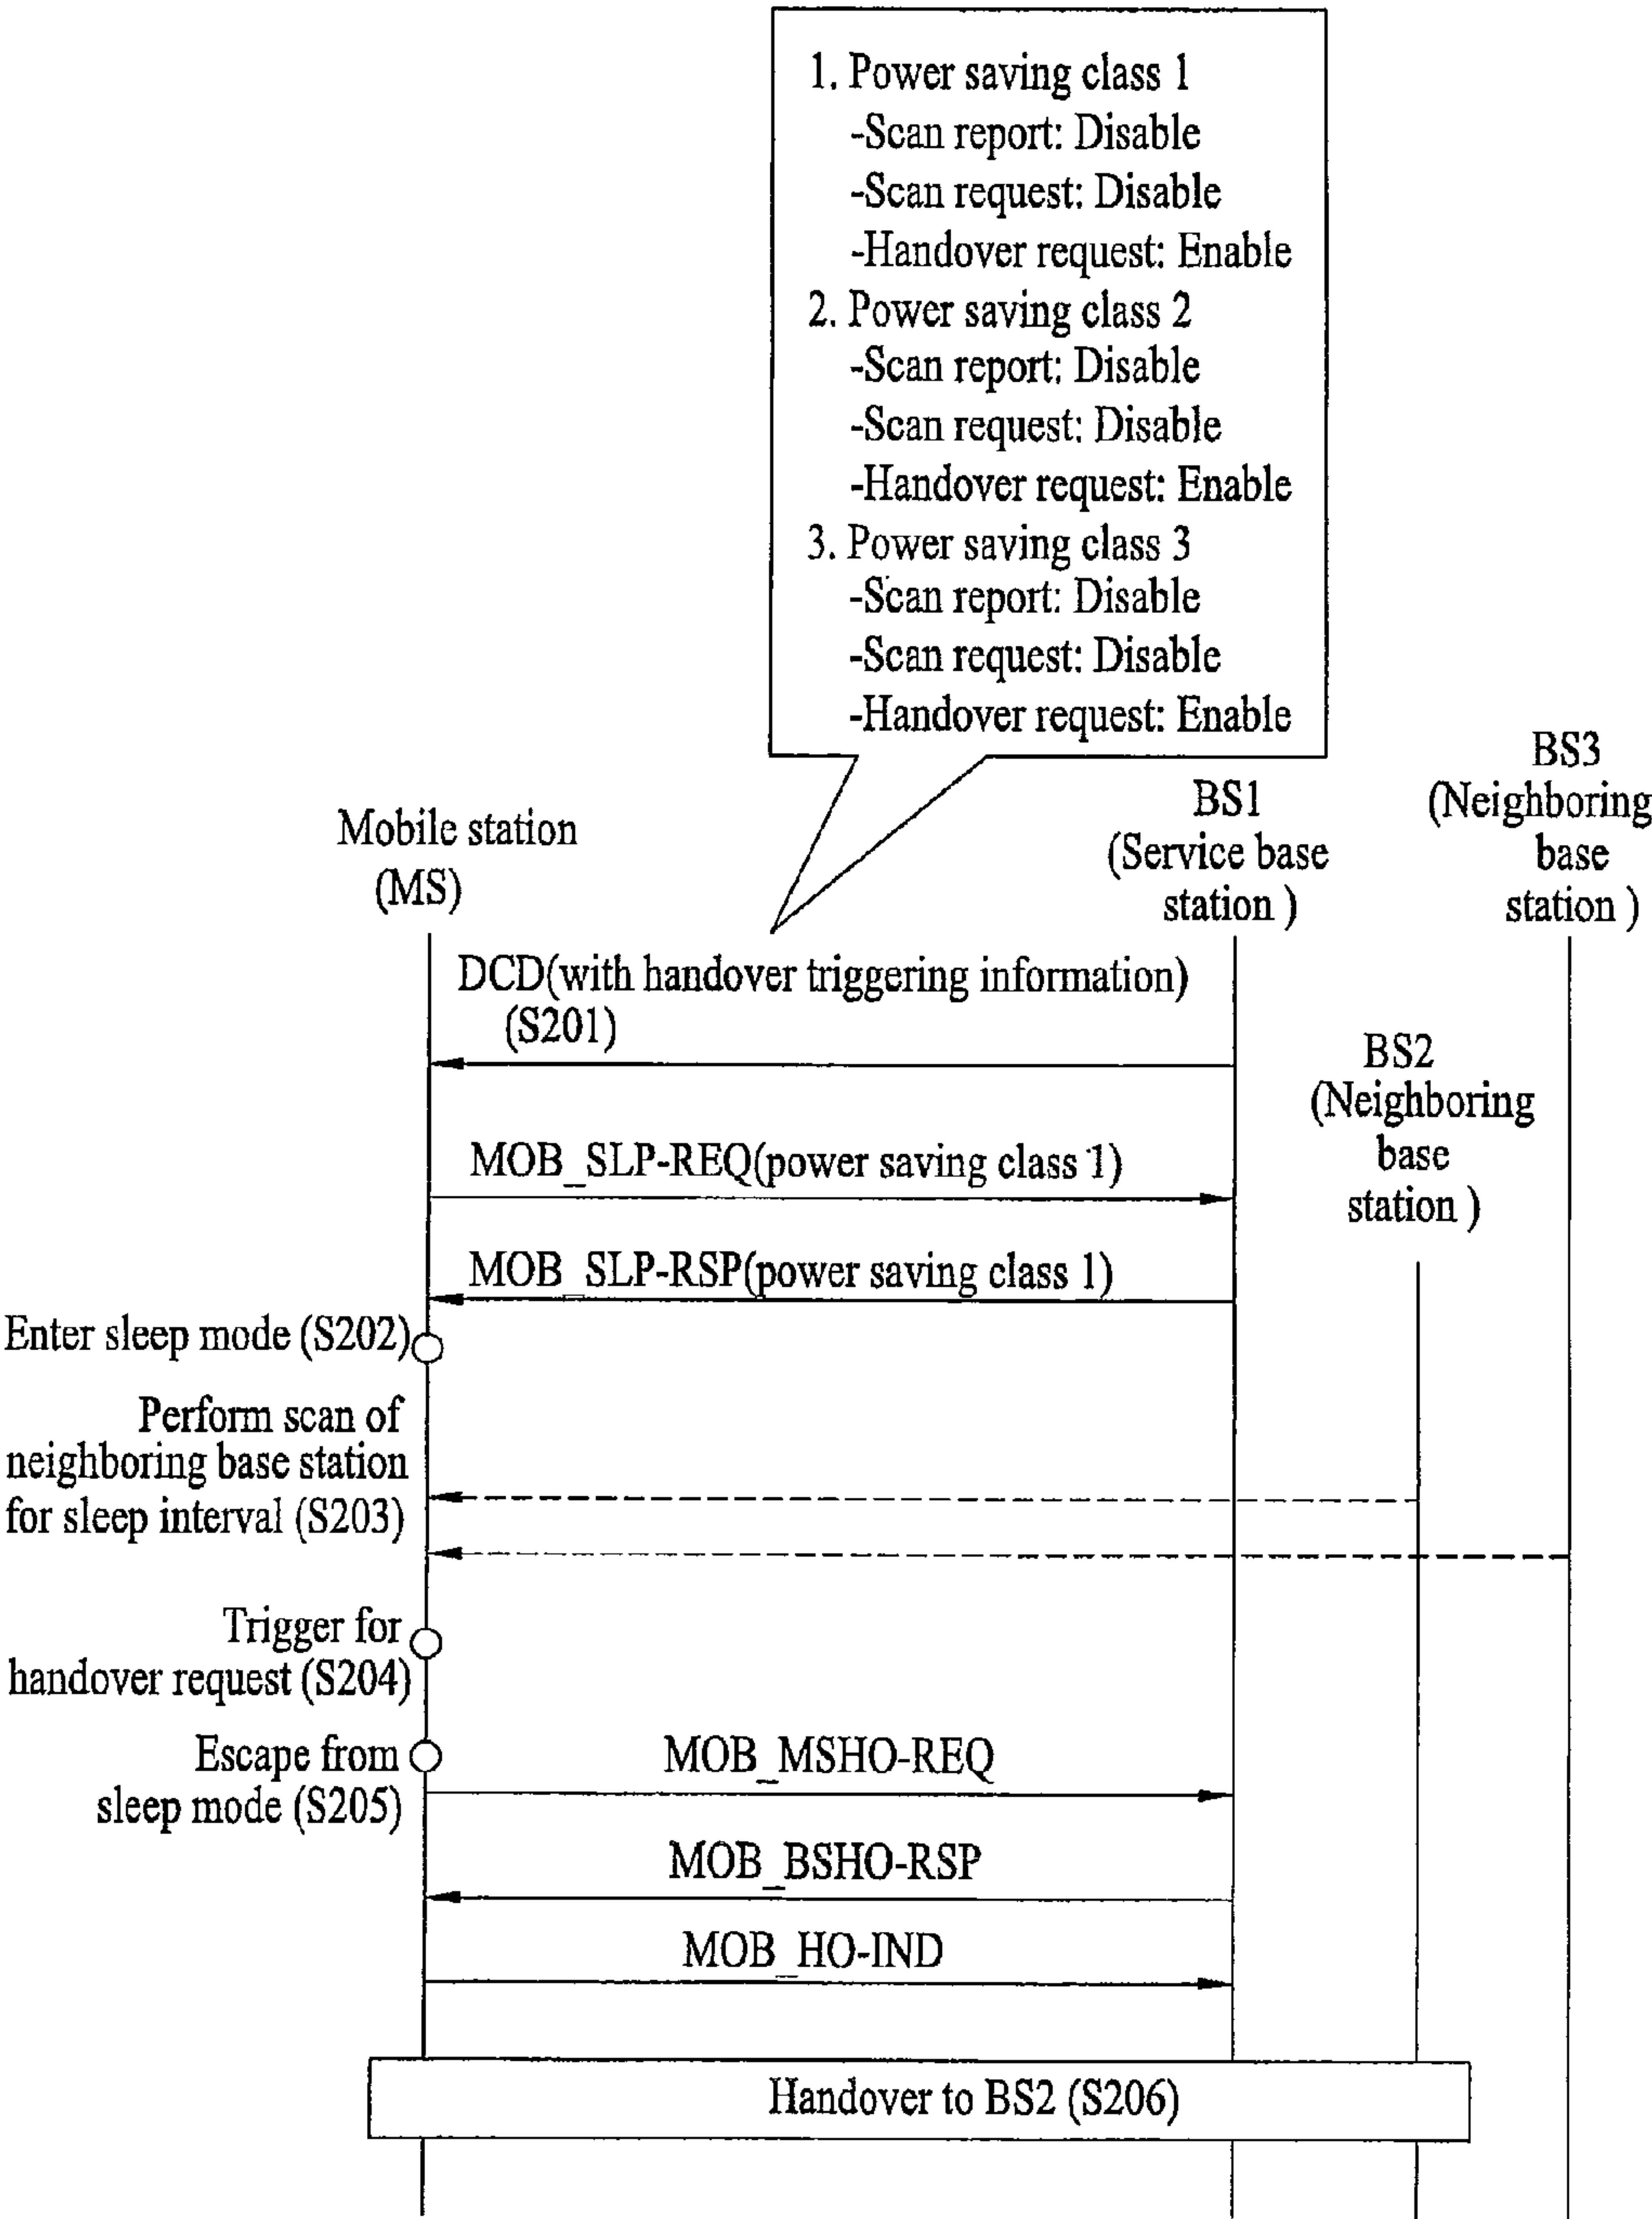 1. Power saving class 1
-Scan report: Disable
-Scan request: Disable
-Handover request: Enable
2. Power saving class 2
-Scan report: Disable
-Scan request: Disable
-Handover request: Enable
3. Power saving class 3
-Scan report: Disable
-Scan request: Disable
-Handover request: Enable
Mobile station
(MS)
BS1
(Service base
station )
BS3
(Neighboring
base
station )
DCD(with handover triggering information)
(S201)
BS2
(Neighboring
base
station )
MOB_SLP-REQ(power saving class 1)
MOB_SLP-RSP(power saving class 1)
Enter sleep mode (S202)
Perform scan of
neighboring base station
for sleep interval (S203)
Trigger for
handover request (S204)
Escape from
sleep mode (S205)
MOB_MSHO-REQ
MOB_BSHO-RSP
MOB_HO-IND
Handover to BS2 (S206)